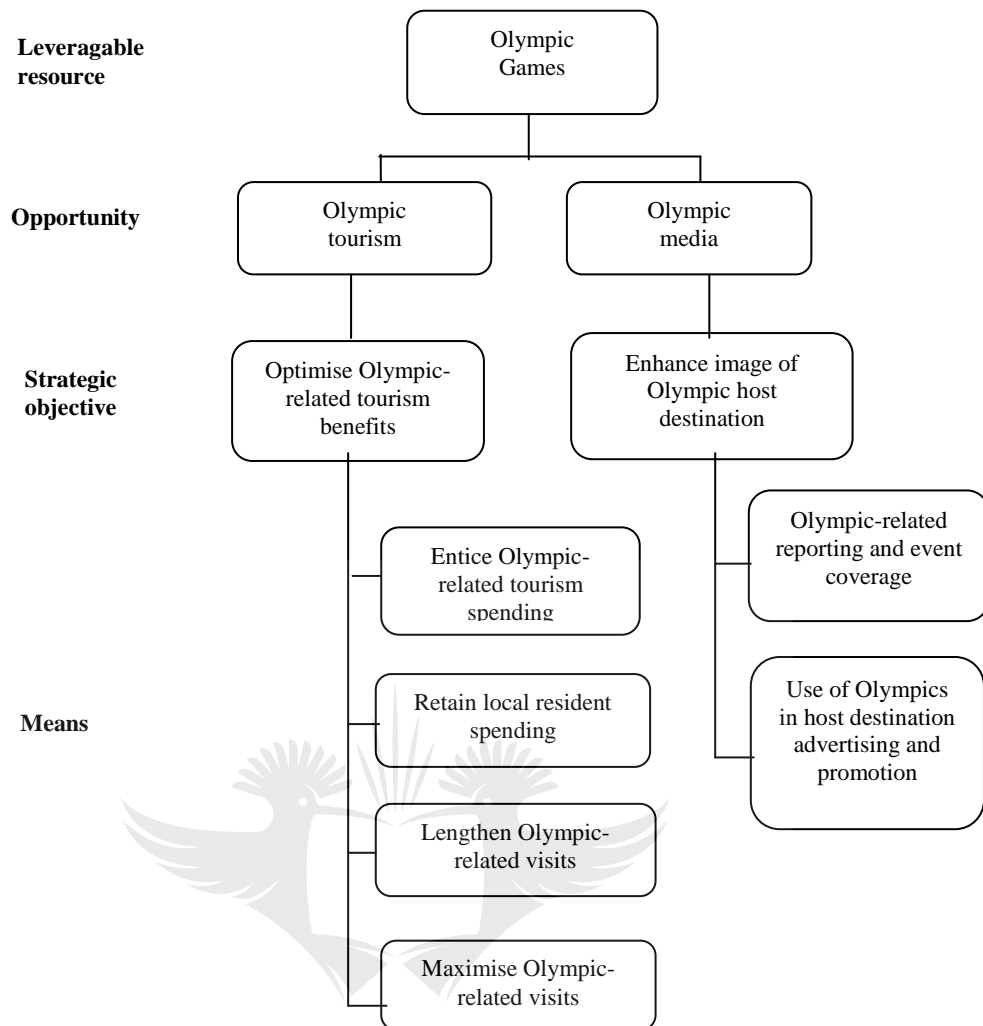 Leveragable
resource
Olympic
Games
Opportunity
Olympic
tourism
Olympic
media
Strategic
objective
Optimise Olympic-
related tourism
benefits
Enhance image of
Olympic host
destination
Means
Entice Olympic-
related tourism
spending
Retain local resident
spending
Lengthen Olympic-
related visits
Maximise Olympic-
related visits
Olympic-related
reporting and event
coverage
Use of Olympics
in host destination
advertising and
promotion